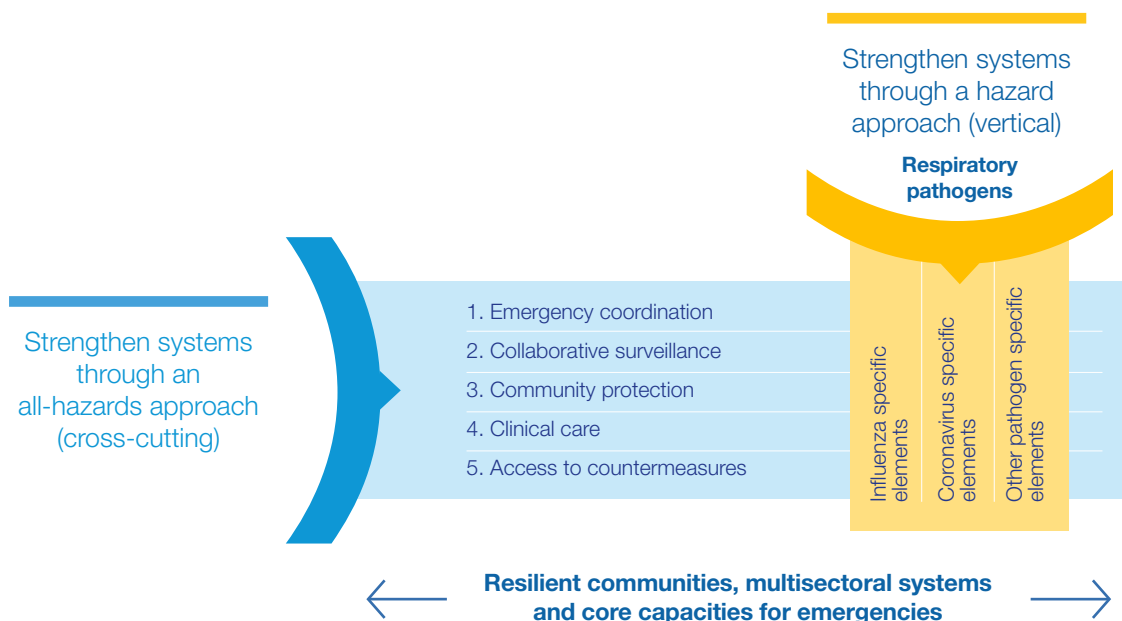 Strengthen systems
through a hazard
approach (vertical)
Respiratory
pathogens
Strengthen systems
through an
all-hazards approach
(cross-cutting)
1. Emergency coordination
2. Collaborative surveillance
3. Community protection
4. Clinical care
5. Access to countermeasures
Influenza specific
elements
Coronavirus specific
elements
Other pathogen specific
elements
Resilient communities, multisectoral systems
and core capacities for emergencies